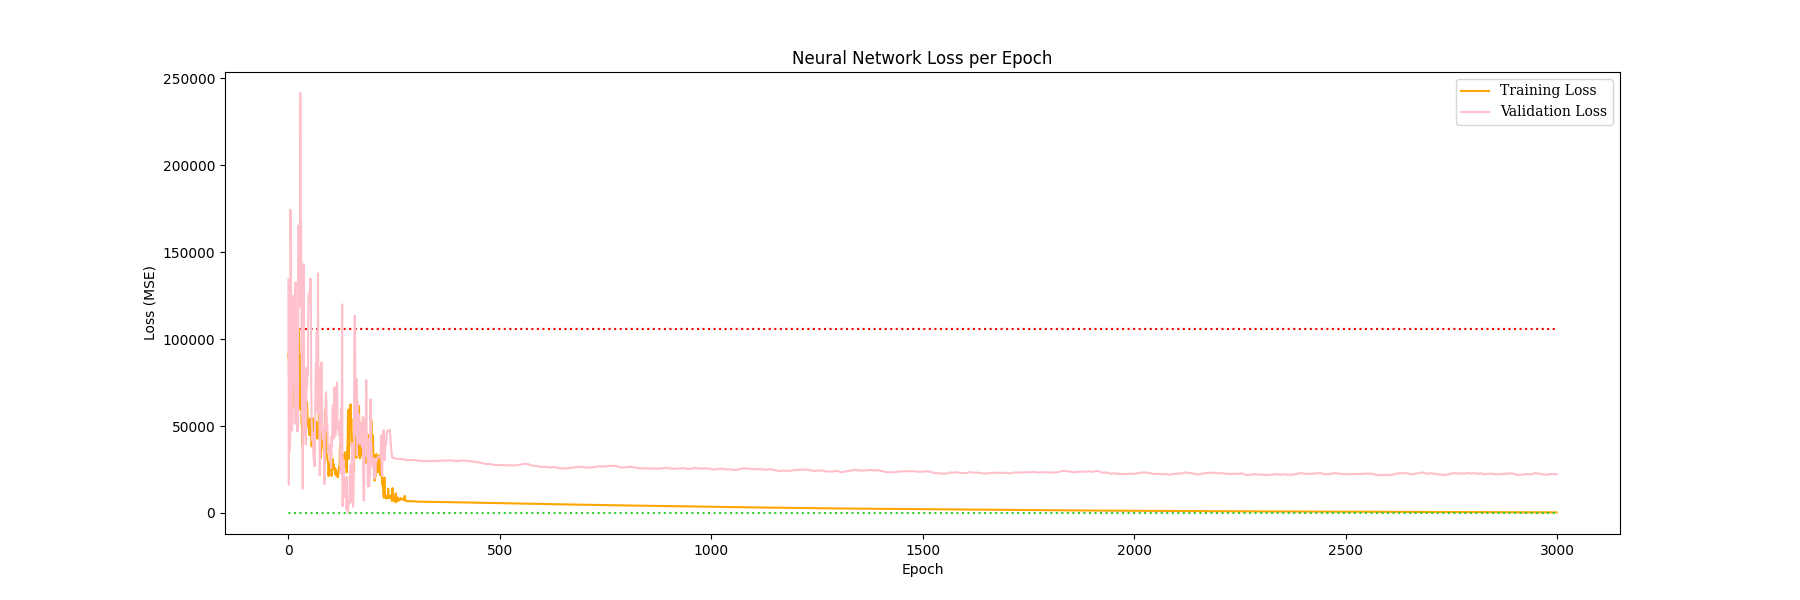 Neural Network Loss per Epoch
250000
200000
150000
100000
50000
0
Loss (MSE)
Training Loss
Validation Loss
0 500 1000 1500 2000 2500 3000
Epoch